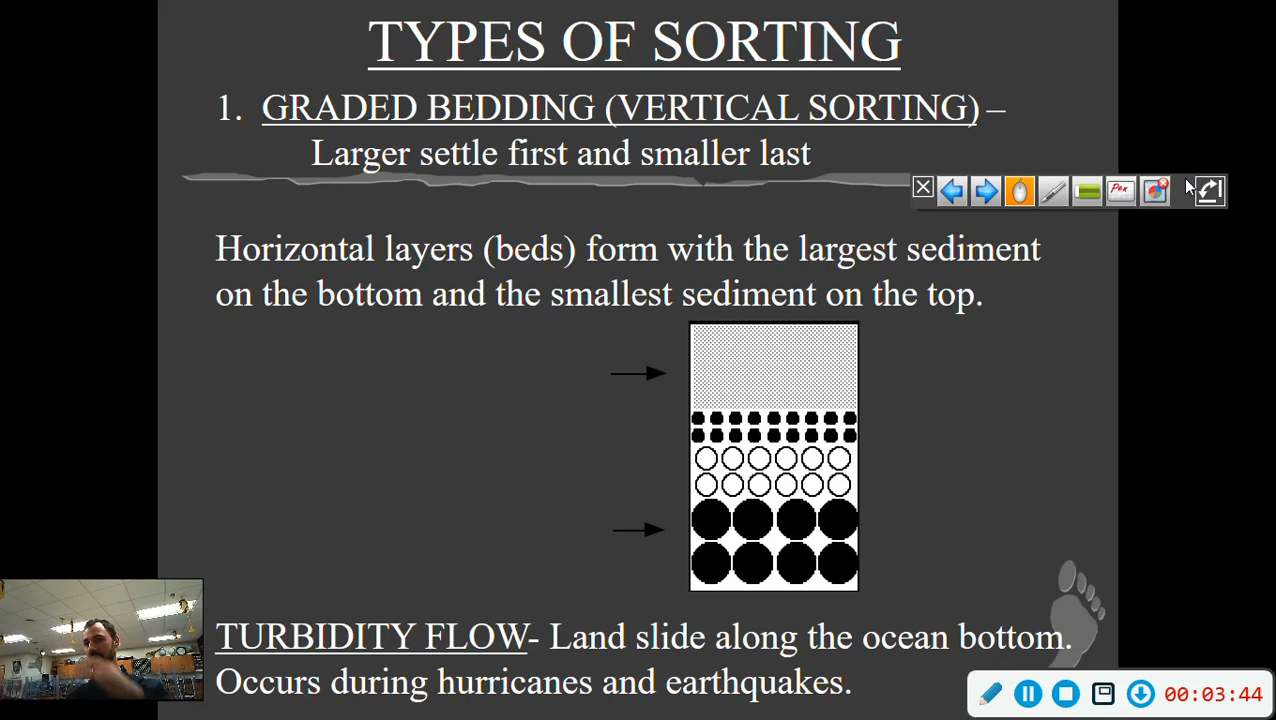 TYPES OF SORTING
1. GRADED BEDDING (VERTICAL SORTING) –
Larger settle first and smaller last
Pen
Horizontal layers (beds) form with the largest sediment
on the bottom and the smallest sediment on the top.
TURBIDITY FLOW- Land slide along the ocean bottom.
Occurs during hurricanes and earthquakes.
00:03:44